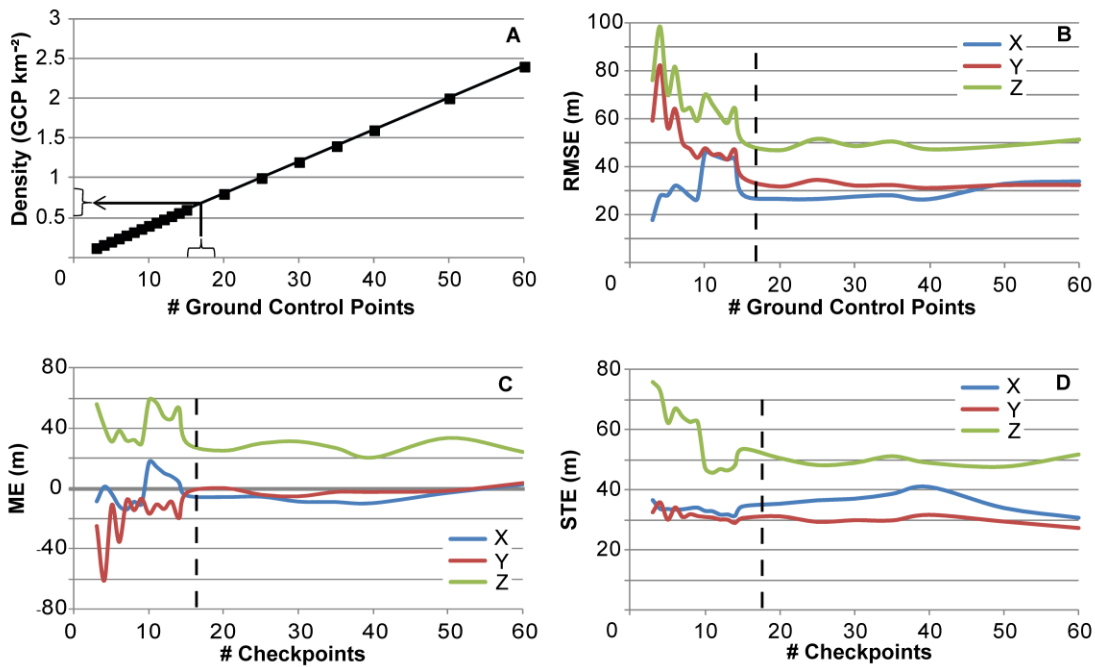 A
Density (GCP km⁻²)
3
2.5
2
1.5
1
0.5
0 10 20 30 40 50 60
# Ground Control Points
B
RMSE (m)
100
80
60
40
20
0 10 20 30 40 50 60
# Ground Control Points
X
Y
Z
C
ME (m)
80
40
0
-40
-80
0 10 20 30 40 50 60
# Checkpoints
X
Y
Z
D
STE (m)
80
60
40
20
0 10 20 30 40 50 60
# Checkpoints
X
Y
Z